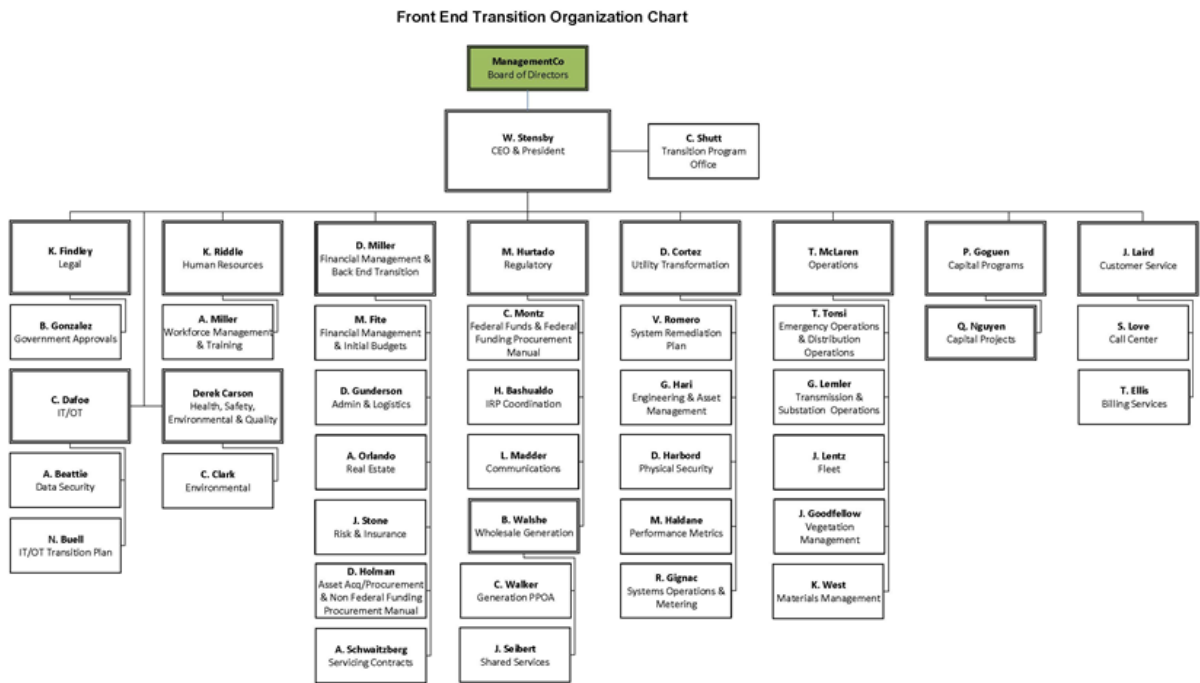 Front End Transition Organization Chart
ManagementCo
Board of Directors
W. Stensby
CEO & President
C. Shutt
Transition Program
Office
K. Findley
Legal
B. Gonzalez
Government Approvals
C. Dafoe
IT/OT
A. Beattie
Data Security
N. Buell
IT/OT Transition Plan
K. Riddle
Human Resources
A. Miller
Workforce Management
& Training
Derek Carson
Health, Safety,
Environmental & Quality
C. Clark
Environmental
D. Miller
Financial Management &
Back End Transition
M. Fite
Financial Management
& Initial Budgets
D. Gunderson
Admin & Logistics
A. Orlando
Real Estate
J. Stone
Risk & Insurance
D. Holman
Asset Acq/Procurement
& Non Federal Funding
Procurement Manual
A. Schwaitzberg
Servicing Contracts
M. Hurtado
Regulatory
C. Montz
Federal Funds & Federal
Funding Procurement
Manual
H. Bashualdo
IRP Coordination
L. Madder
Communications
B. Walshe
Wholesale Generation
C. Walker
Generation PPOA
J. Seibert
Shared Services
D. Cortez
Utility Transformation
V. Romero
System Remediation
Plan
G. Hari
Engineering & Asset
Management
D. Harbord
Physical Security
M. Haldane
Performance Metrics
R. Gignac
Systems Operations &
Metering
T. McLaren
Operations
T. Tonsi
Emergency Operations
& Distribution
Operations
G. Lemler
Transmission &
Substation Operations
J. Lentz
Fleet
J. Goodfellow
Vegetation
Management
K. West
Materials Management
P. Goguen
Capital Programs
Q. Nguyen
Capital Projects
J. Laird
Customer Service
S. Love
Call Center
T. Ellis
Billing Services